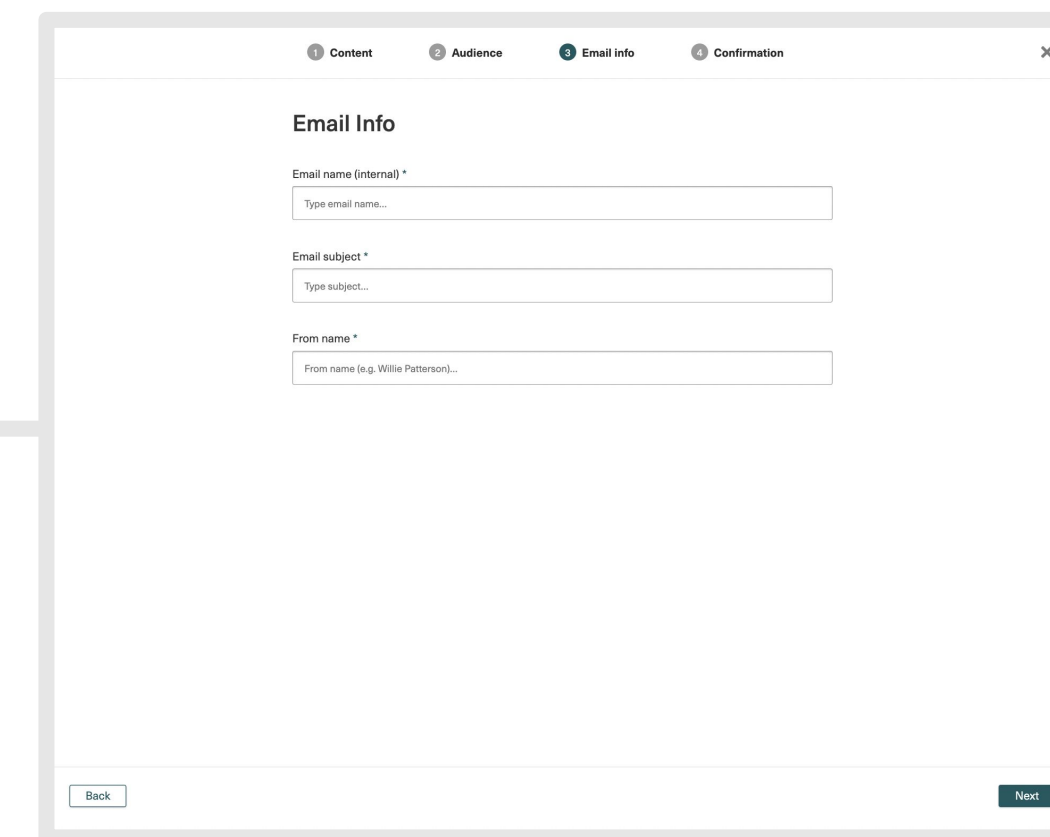 1 Content 2 Audience 3 Email info 4 Confirmation
Email Info
Email name (internal) *
Type email name...
Email subject *
Type subject...
From name *
From name (e.g. Willie Patterson)...
Back Next